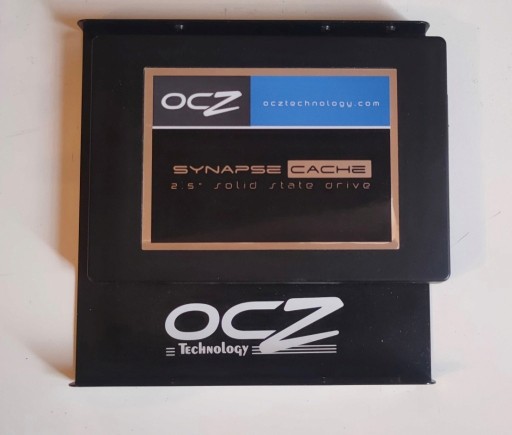 OCZ
ocztechnology.com
SYNAPSE CACHE
2.5" solid state drive
OCZ
Technology